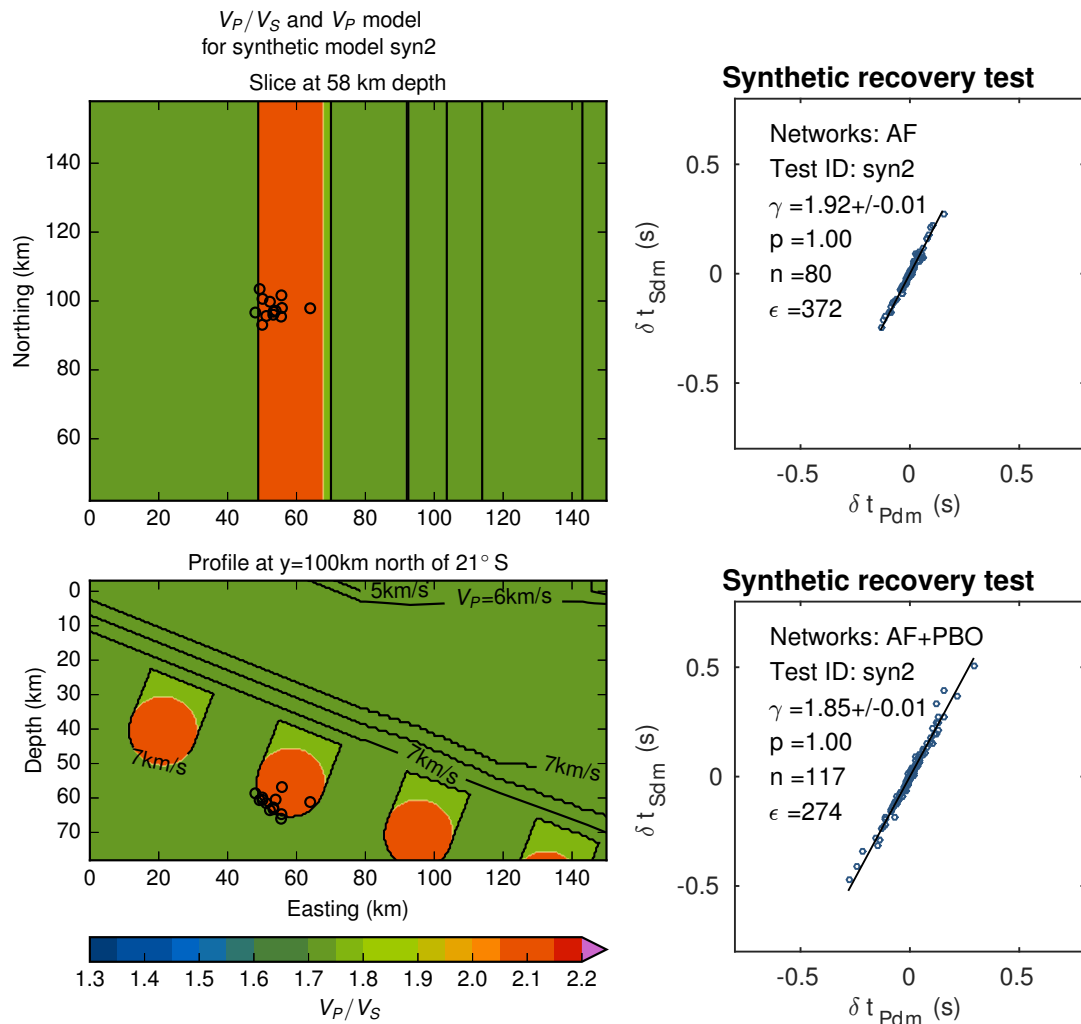 V_P/V_S and V_P model
for synthetic model syn2
Slice at 58 km depth
Northing (km)
140
120
100
80
60
0 20 40 60 80 100 120 140
Profile at y=100km north of 21° S
Depth (km)
0
10
20
30
40
50
60
70
5km/s
V_P=6km/s
7km/s
7km/s
7km/s
0 20 40 60 80 100 120 140
Easting (km)
1.3 1.4 1.5 1.6 1.7 1.8 1.9 2.0 2.1 2.2
V_P/V_S
Synthetic recovery test
Networks: AF
Test ID: syn2
γ =1.92+/-0.01
p =1.00
n =80
ϵ =372
δ t_Sdm (s)
0.5
0
-0.5
-0.5 0 0.5
δ t_Pdm (s)
Synthetic recovery test
Networks: AF+PBO
Test ID: syn2
γ =1.85+/-0.01
p =1.00
n =117
ϵ =274
δ t_Sdm (s)
0.5
0
-0.5
-0.5 0 0.5
δ t_Pdm (s)